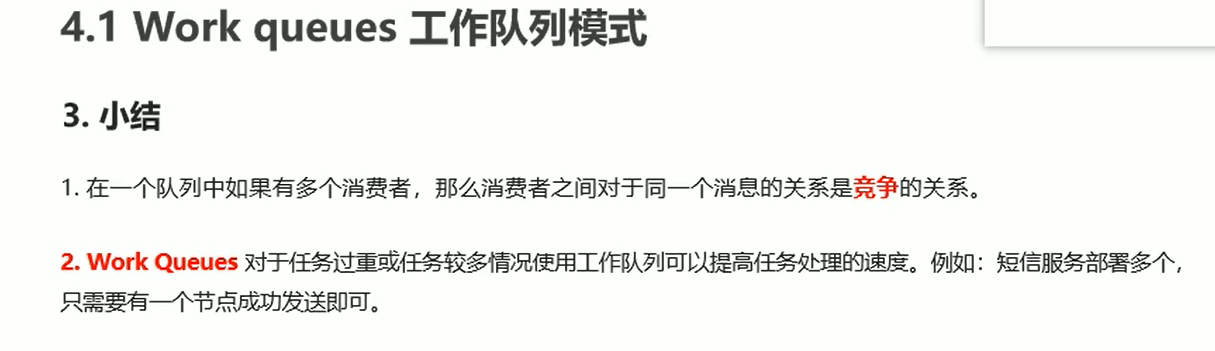 4.1 Work queues 工作队列模式
3. 小结
1. 在一个队列中如果有多个消费者，那么消费者之间对于同一个消息的关系是竞争的关系。
2. Work Queues 对于任务过重或任务较多情况使用工作队列可以提高任务处理的速度。例如：短信服务部署多个，
只需要有一个节点成功发送即可。